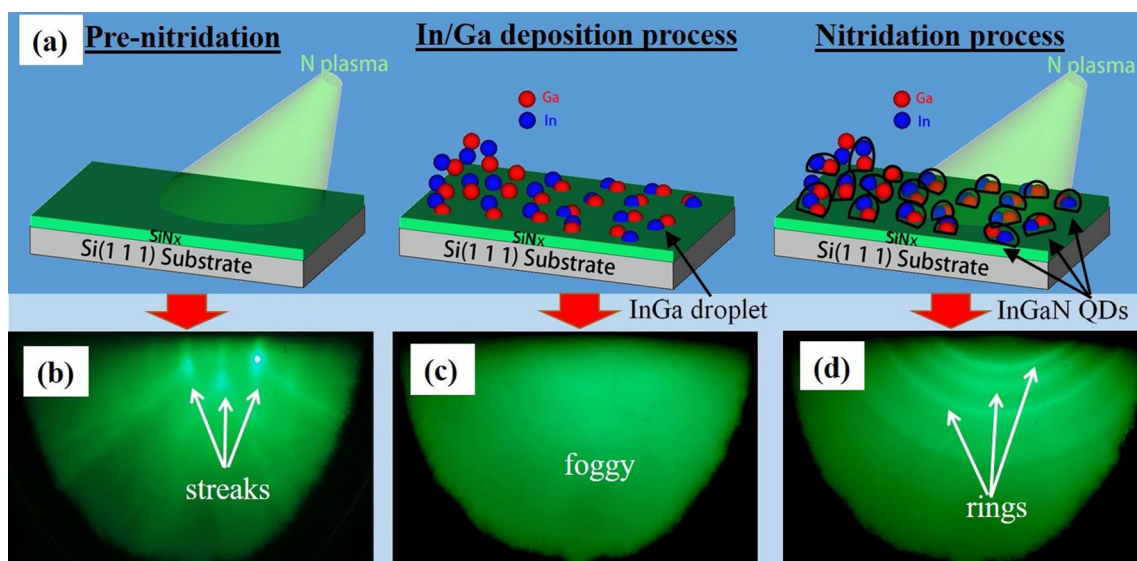 (a)
Pre-nitridation
In/Ga deposition process
Nitridation process
N plasma
N plasma
Ga
In
Ga
In
SiNx
Si(1 1 1) Substrate
SiNx
Si(1 1 1) Substrate
SiNx
Si(1 1 1) Substrate
InGa droplet
InGaN QDs
(b)
streaks
(c)
foggy
(d)
rings